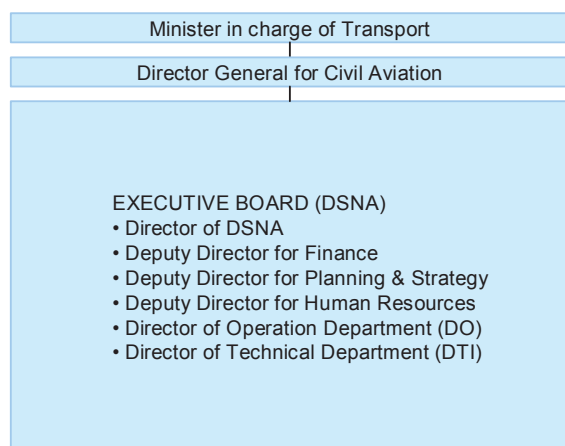 Minister in charge of Transport
Director General for Civil Aviation
EXECUTIVE BOARD (DSNA)
• Director of DSNA
• Deputy Director for Finance
• Deputy Director for Planning & Strategy
• Deputy Director for Human Resources
• Director of Operation Department (DO)
• Director of Technical Department (DTI)